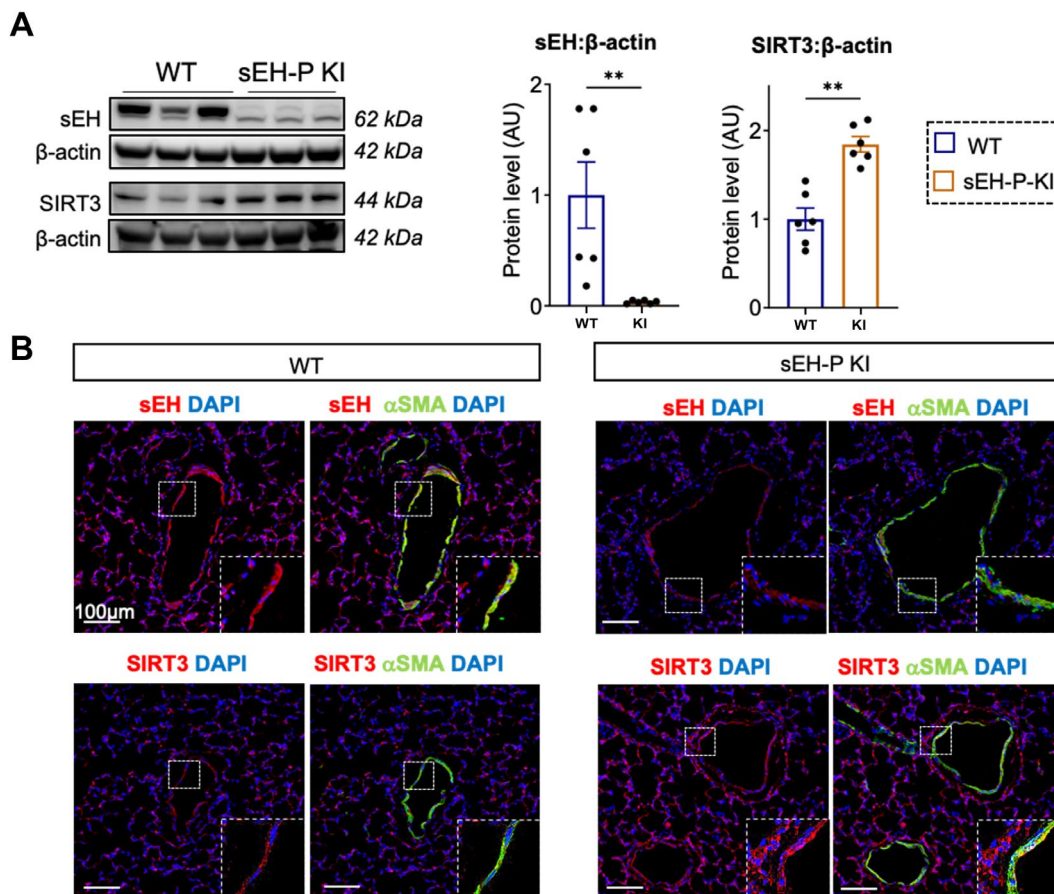 A
WT sEH-P KI
sEH 62 kDa
β-actin 42 kDa
SIRT3 44 kDa
β-actin 42 kDa
sEH:β-actin
Protein level (AU)
2
1
0
**
WT KI
SIRT3:β-actin
Protein level (AU)
2
1
0
**
WT KI
WT
sEH-P-KI
B
WT
sEH-P KI
sEH DAPI
sEH αSMA DAPI
sEH DAPI
sEH αSMA DAPI
100μm
SIRT3 DAPI
SIRT3 αSMA DAPI
SIRT3 DAPI
SIRT3 αSMA DAPI